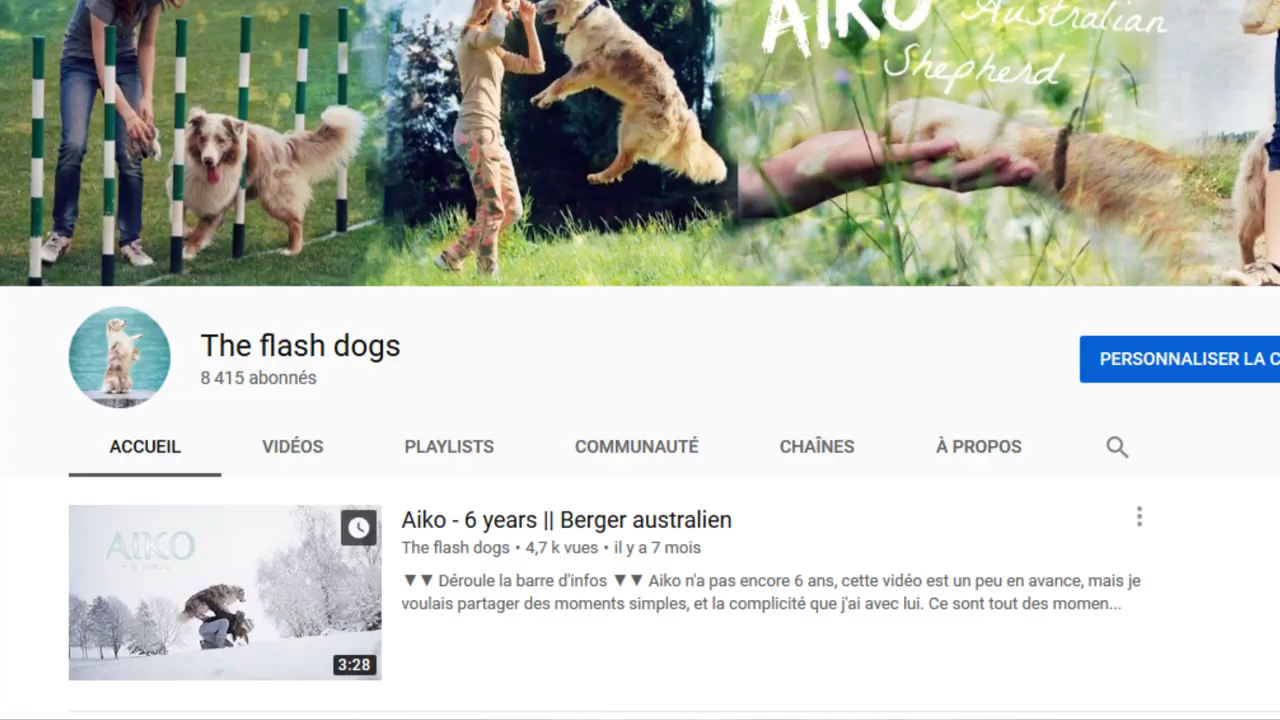 AIKO Australian
Shepherd
The flash dogs
8 415 abonnés
PERSONNALISER LA C
ACCUEIL
VIDÉOS
PLAYLISTS
COMMUNAUTÉ
CHAÎNES
À PROPOS
AIKO
3:28
Aiko - 6 years || Berger australien
The flash dogs • 4,7 k vues • il y a 7 mois
▼▼ Déroule la barre d'infos ▼▼ Aiko n'a pas encore 6 ans, cette vidéo est un peu en avance, mais je
voulais partager des moments simples, et la complicité que j'ai avec lui. Ce sont tout des momen...